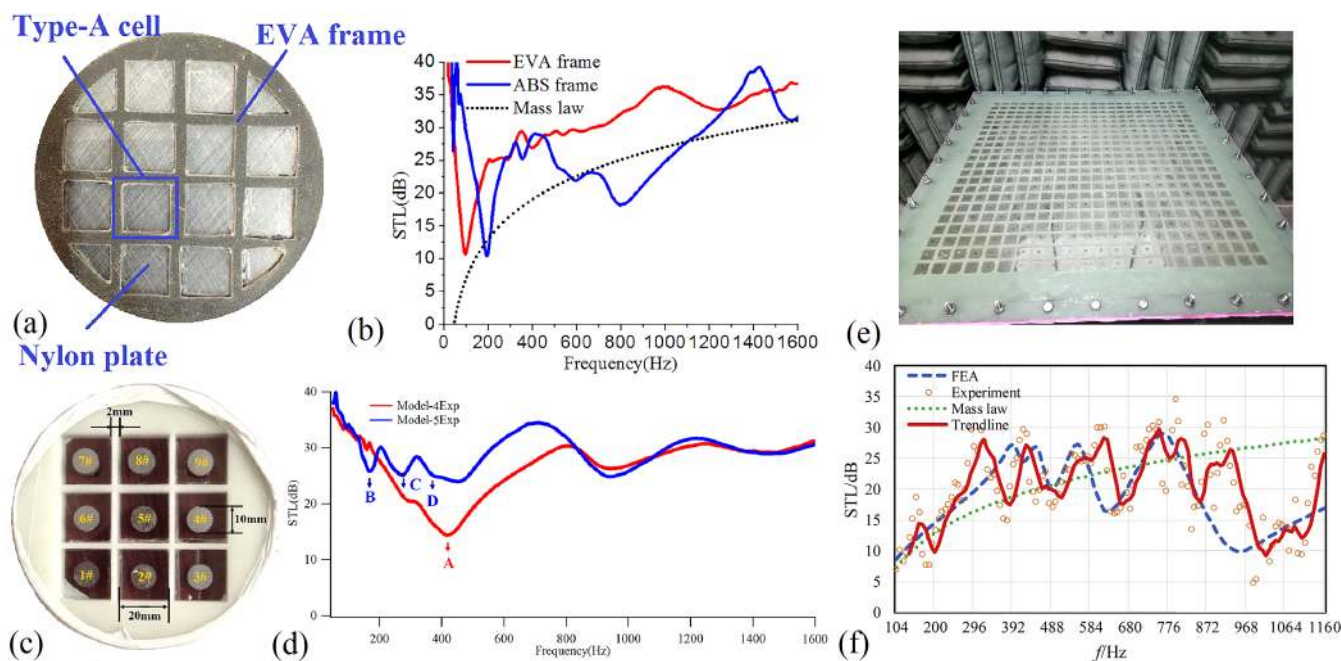 Type-A cell
EVA frame
(a)
Nylon plate
STL(dB)
40
35
30
25
20
15
10
5
0
EVA frame
ABS frame
Mass law
0 200 400 600 800 1000 1200 1400 1600
Frequency(Hz)
(b)
(e)
2mm
7# 8# 9#
6# 5# 4#
10mm
1# 2# 3#
20mm
(c)
STL(dB)
40
30
20
10
0
Model-4Exp
Model-5Exp
B
C
D
A
200 400 600 800 1000 1200 1400 1600
Frequency(Hz)
(d)
STL/dB
35
30
25
20
15
10
5
0
FEA
Experiment
Mass law
Trendline
104 200 296 392 488 584 680 776 872 968 1064 1160
f/Hz
(f)